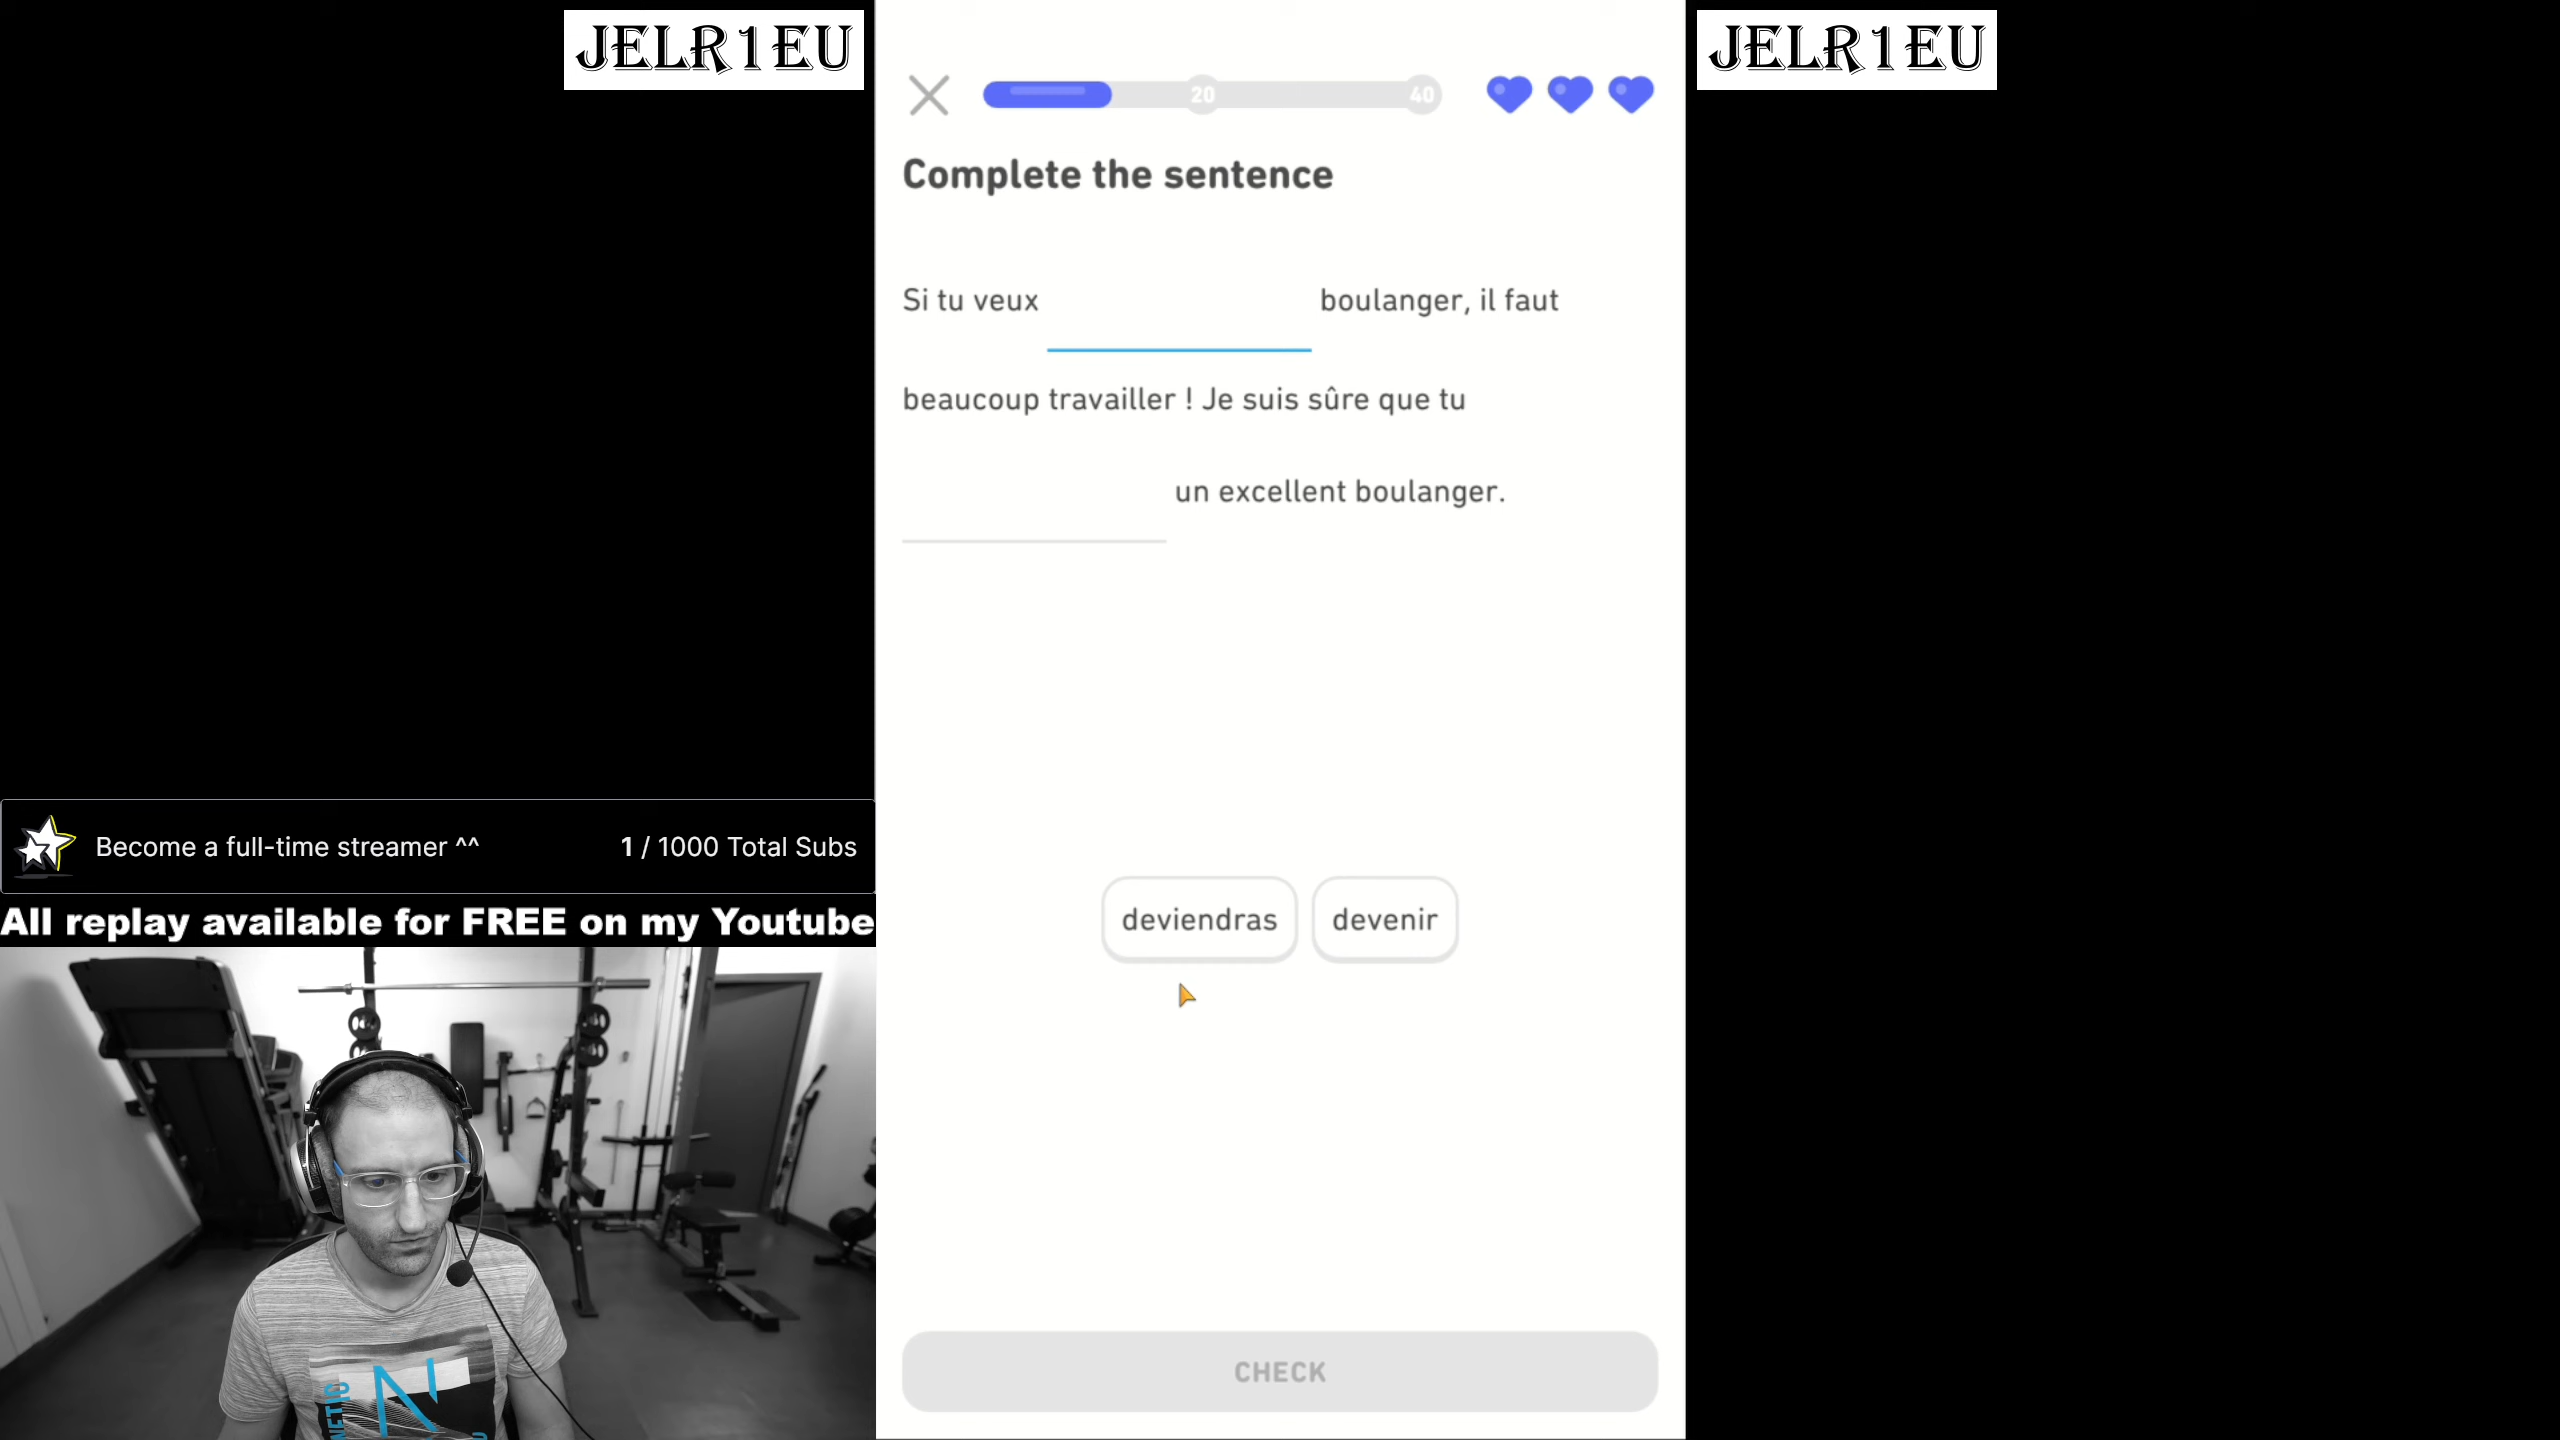 JELR1EU
JELR1EU
20
40
Complete the sentence
Si tu veux boulanger, il faut
beaucoup travailler ! Je suis sûre que tu
un excellent boulanger.
deviendras
devenir
CHECK
Become a full-time streamer ^^
1 / 1000 Total Subs
All replay available for FREE on my Youtube
N